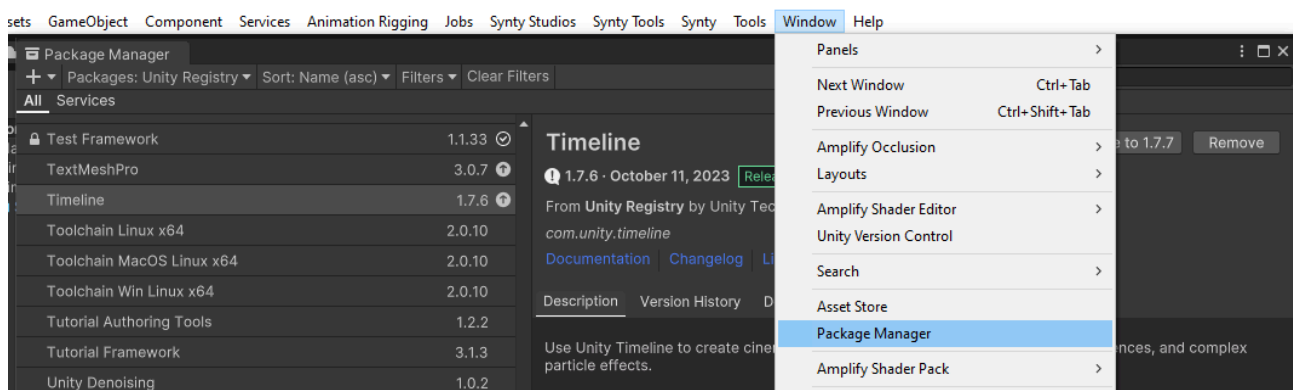 sets GameObject Component Services Animation Rigging Jobs Synty Studios Synty Tools Synty Tools Window Help
Package Manager
Packages: Unity Registry Sort: Name (asc) Filters Clear Filters
All Services
Test Framework 1.1.33
TextMeshPro 3.0.7
Timeline 1.7.6
Toolchain Linux x64 2.0.10
Toolchain MacOS Linux x64 2.0.10
Toolchain Win Linux x64 2.0.10
Tutorial Authoring Tools 1.2.2
Tutorial Framework 3.1.3
Unity Denoising 1.0.2
Timeline
1.7.6 · October 11, 2023 Relea
From Unity Registry by Unity Tec
com.unity.timeline
Documentation Changelog Li
Description Version History D
Use Unity Timeline to create cine
particle effects.
Panels
Next Window Ctrl+Tab
Previous Window Ctrl+Shift+Tab
Amplify Occlusion
Layouts
Amplify Shader Editor
Unity Version Control
Search
Asset Store
Package Manager
Amplify Shader Pack
to 1.7.7 Remove
nces, and complex